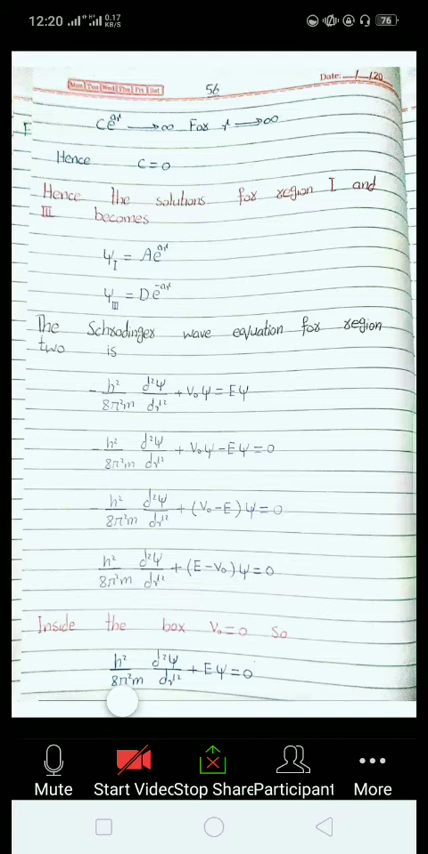 12:20 0.17 KB/S 76
Mon Tue Wed Thu Fri Sat 56 Date: / /20
Ce^{ax} → ∞ For x → ∞
Hence C = 0
Hence the solutions for region I and
III becomes
ψ_I = Ae^{ax}
ψ_III = De^{-ax}
The Schrodinger wave equation for region
two is
- h²/8π²m d²ψ/dx² + V₀ψ = Eψ
- h²/8π²m d²ψ/dx² + V₀ψ - Eψ = 0
- h²/8π²m d²ψ/dx² + (V₀ - E)ψ = 0
h²/8π²m d²ψ/dx² + (E - V₀)ψ = 0
Inside the box V₀ = 0 so
h²/8π²m d²ψ/dx² + Eψ = 0
Mute Start Video Stop Share Participant More